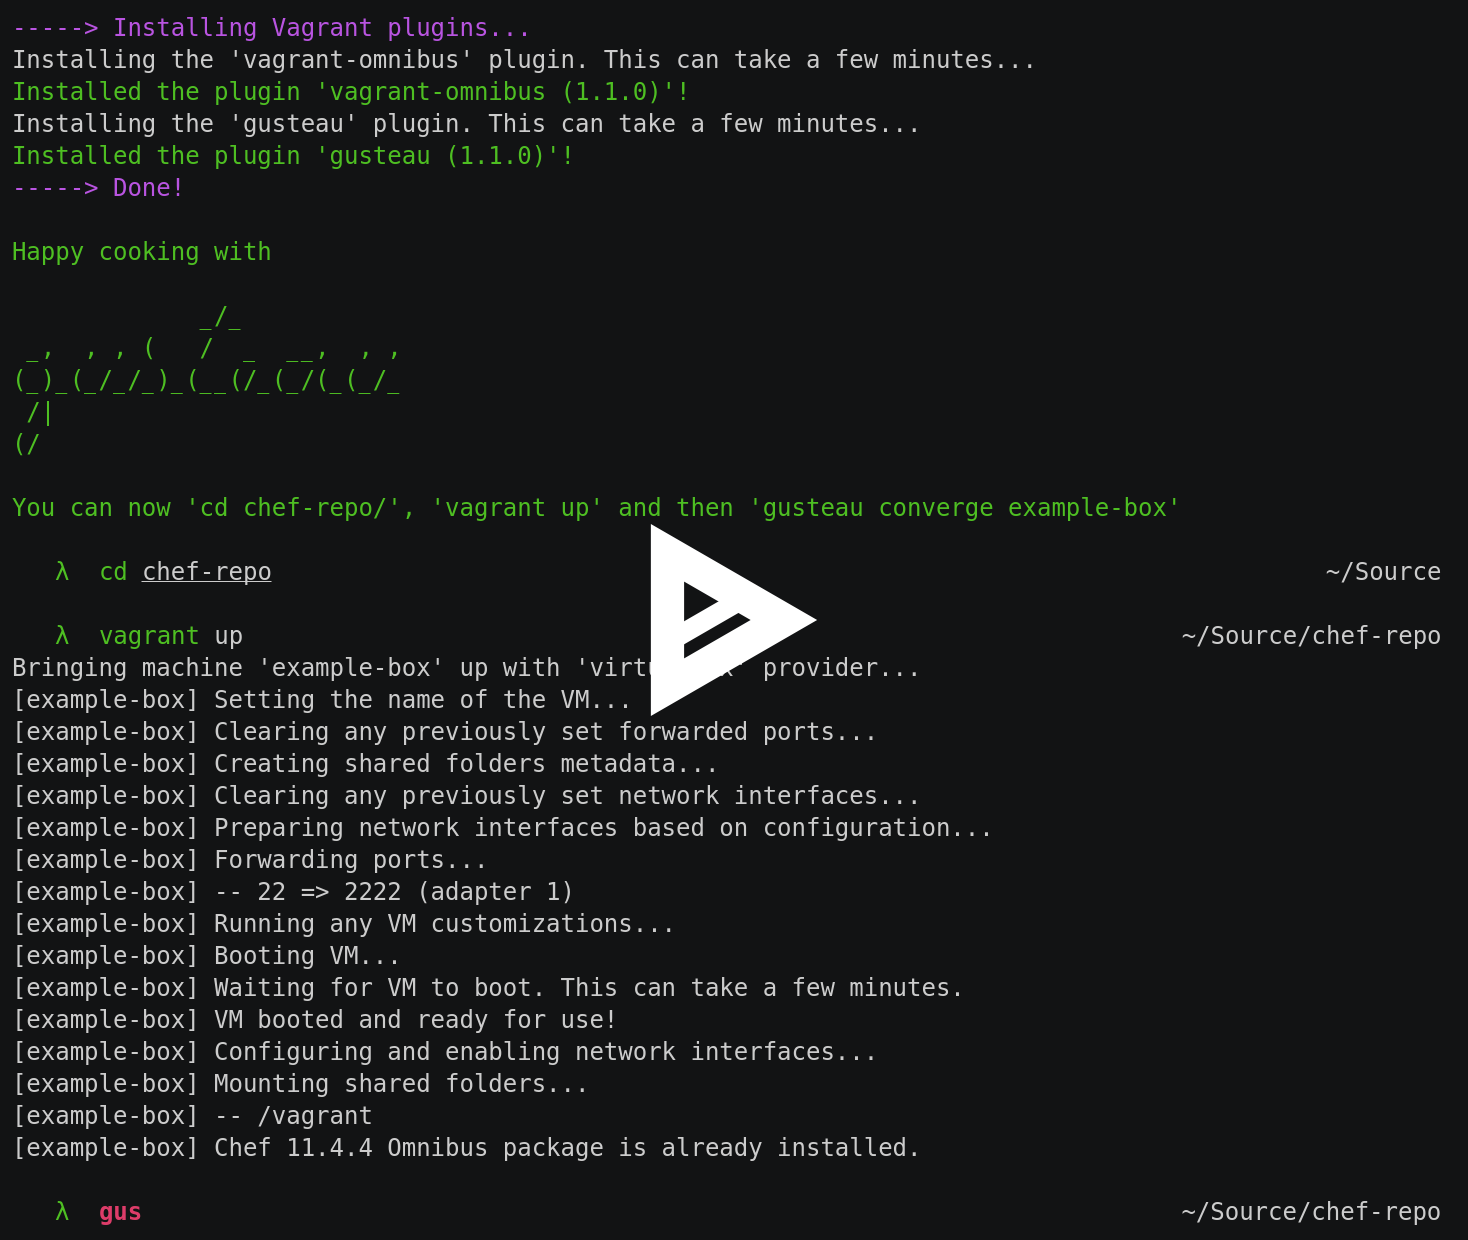 -----> Installing Vagrant plugins...
Installing the 'vagrant-omnibus' plugin. This can take a few minutes...
Installed the plugin 'vagrant-omnibus (1.1.0)'!
Installing the 'gusteau' plugin. This can take a few minutes...
Installed the plugin 'gusteau (1.1.0)'!
-----> Done!
Happy cooking with
             _/_
 _,  , , (   /  _  __,  , ,
(_)_(_/_/_)_(__(/_(_/(_(_/_
 /|
(/
You can now 'cd chef-repo/', 'vagrant up' and then 'gusteau converge example-box'
λ  cd chef-repo ~/Source
λ  vagrant up ~/Source/chef-repo
Bringing machine 'example-box' up with provider...
[example-box] Setting the name of the VM...
[example-box] Clearing any previously set forwarded ports...
[example-box] Creating shared folders metadata...
[example-box] Clearing any previously set network interfaces...
[example-box] Preparing network interfaces based on configuration...
[example-box] Forwarding ports...
[example-box] -- 22 => 2222 (adapter 1)
[example-box] Running any VM customizations...
[example-box] Booting VM...
[example-box] Waiting for VM to boot. This can take a few minutes.
[example-box] VM booted and ready for use!
[example-box] Configuring and enabling network interfaces...
[example-box] Mounting shared folders...
[example-box] -- /vagrant
[example-box] Chef 11.4.4 Omnibus package is already installed.
λ  gus ~/Source/chef-repo